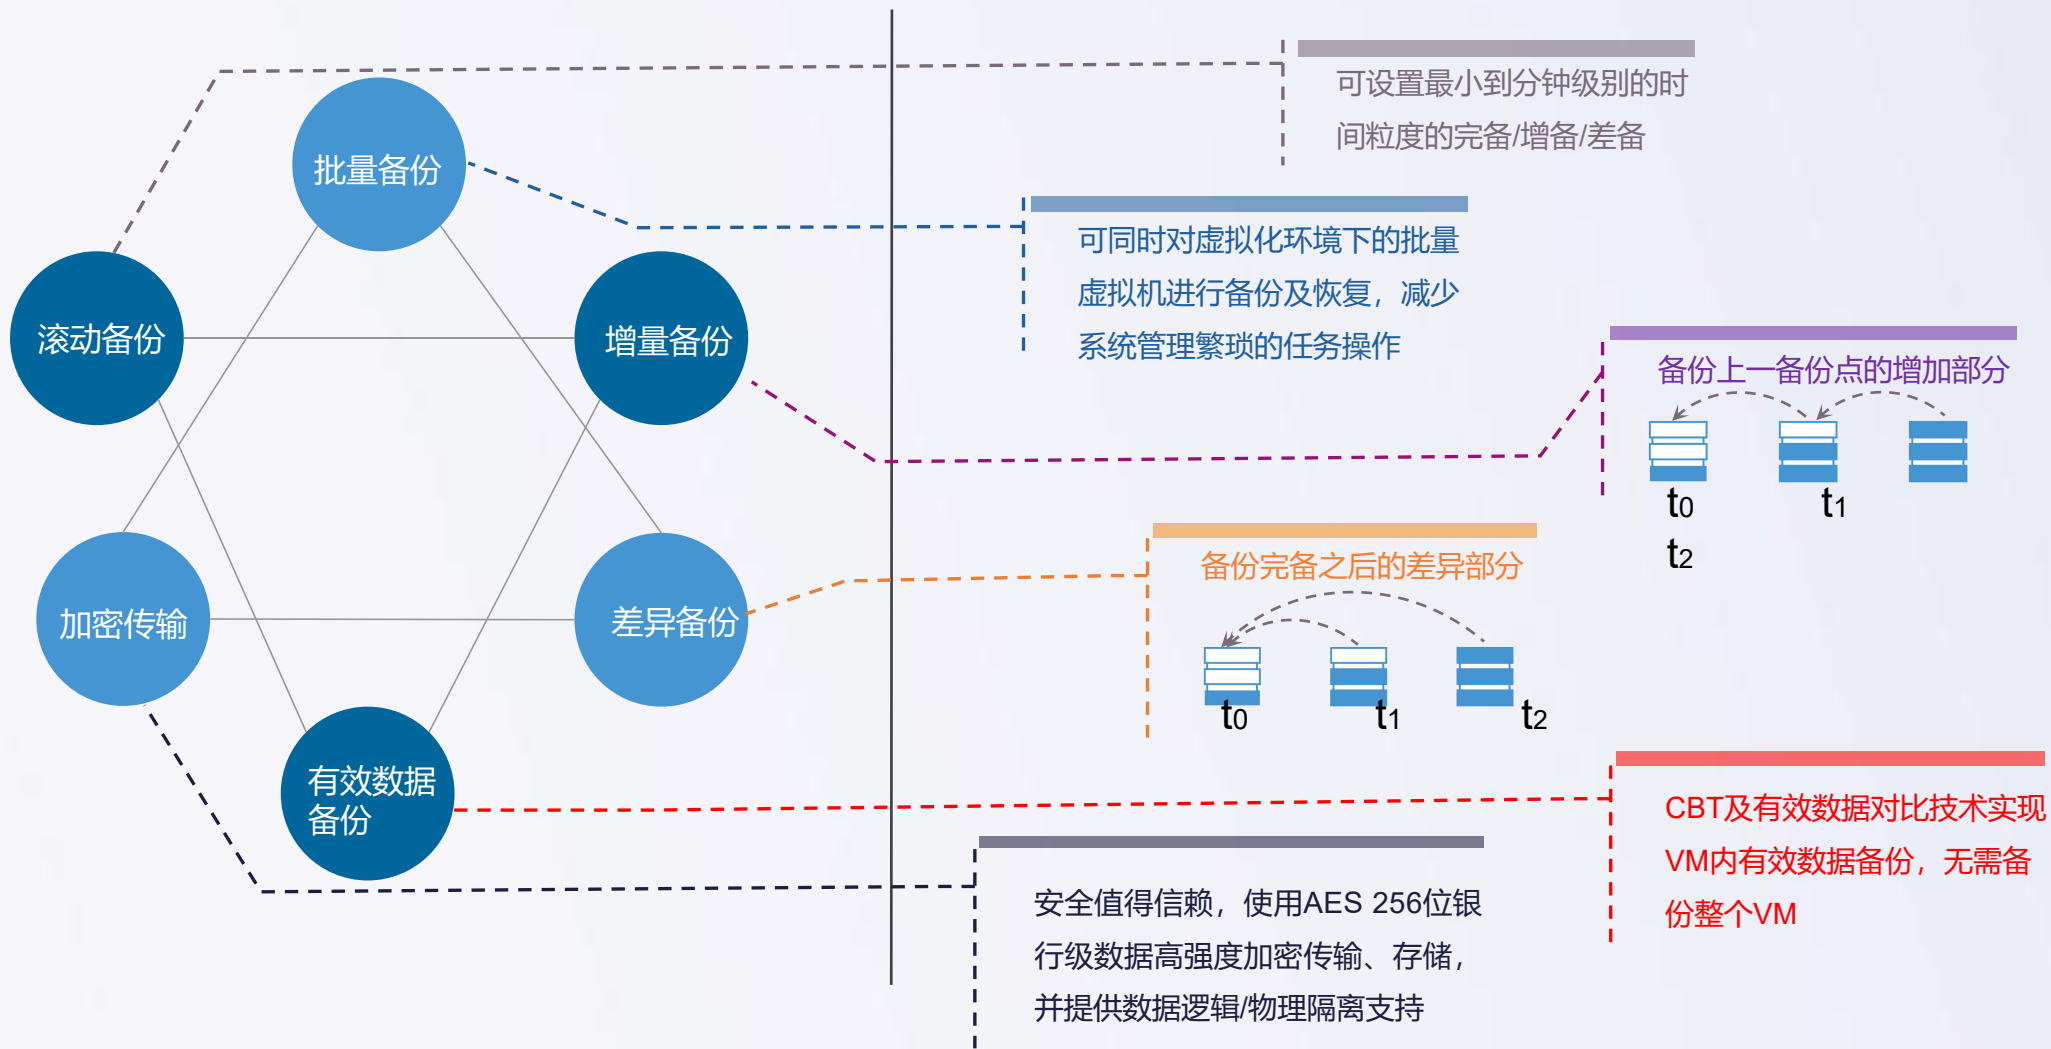 批量备份
滚动备份
增量备份
加密传输
差异备份
有效数据
备份
可设置最小到分钟级别的时
间粒度的完备/增备/差备
可同时对虚拟化环境下的批量
虚拟机进行备份及恢复，减少
系统管理繁琐的任务操作
备份上一备份点的增加部分
t0 t1
t2
备份完备之后的差异部分
t0 t1 t2
CBT及有效数据对比技术实现
VM内有效数据备份，无需备
份整个VM
安全值得信赖，使用AES 256位银
行级数据高强度加密传输、存储，
并提供数据逻辑/物理隔离支持